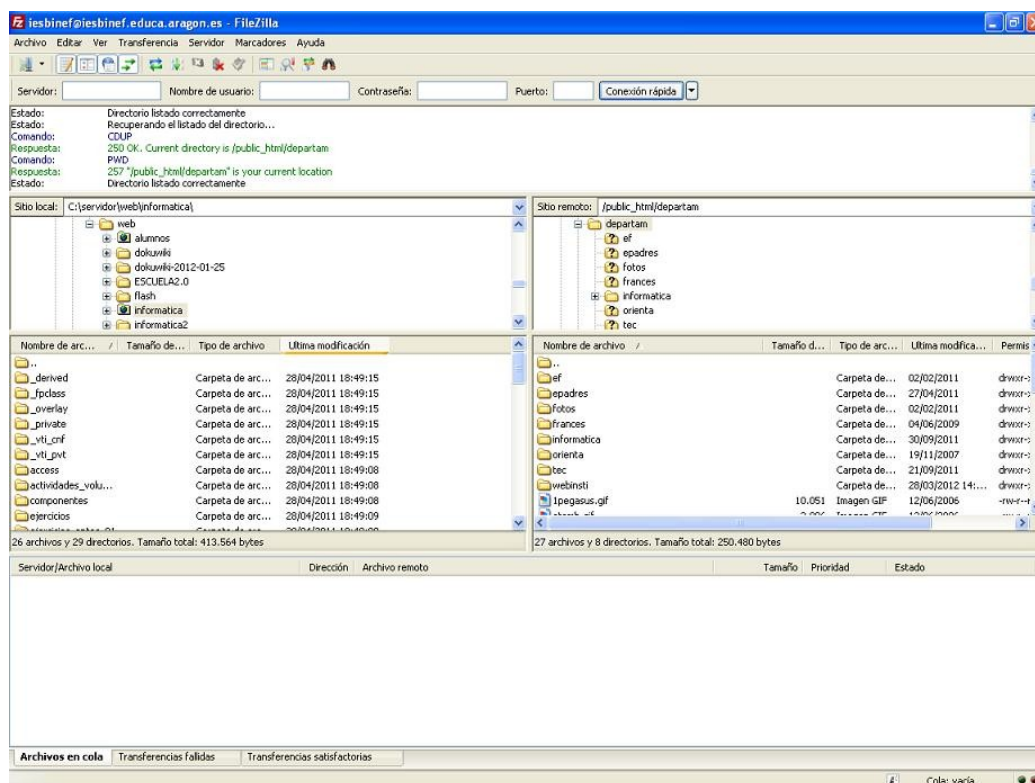 iesbinef@iesbinef.educa.aragon.es - FileZilla
Archivo Editar Ver Transferencia Servidor Marcadores Ayuda
Servidor: Nombre de usuario: Contraseña: Puerto: Conexión rápida
Estado: Directorio listado correctamente
Estado: Recuperando el listado del directorio...
Comando: CDUP
Respuesta: 250 OK. Current directory is /public_html/departam
Comando: PWD
Respuesta: 257 "/public_html/departam" is your current location
Estado: Directorio listado correctamente
Sitio local: C:\servidor\web\informatica\
web
alumnos
dokuwiki
dokuwiki-2012-01-25
ESCUELA2.0
flash
informatica
informatica2
Sitio remoto: /public_html/departam
departam
ef
epadres
fotos
frances
informatica
orienta
tec
Nombre de arc... / Tamaño de... Tipo de archivo Ultima modificación
..
_derived Carpeta de arc... 28/04/2011 18:49:15
_fpclass Carpeta de arc... 28/04/2011 18:49:15
_overlay Carpeta de arc... 28/04/2011 18:49:15
_private Carpeta de arc... 28/04/2011 18:49:15
_vti_cnf Carpeta de arc... 28/04/2011 18:49:15
_vti_pvt Carpeta de arc... 28/04/2011 18:49:15
access Carpeta de arc... 28/04/2011 18:49:08
actividades_volu... Carpeta de arc... 28/04/2011 18:49:08
componentes Carpeta de arc... 28/04/2011 18:49:08
ejercicios Carpeta de arc... 28/04/2011 18:49:09
26 archivos y 29 directorios. Tamaño total: 413.564 bytes
Nombre de archivo / Tamaño d... Tipo de arc... Ultima modifica... Permis
..
ef Carpeta de... 02/02/2011 drwxr-x
epadres Carpeta de... 27/04/2011 drwxr-x
fotos Carpeta de... 02/02/2011 drwxr-x
frances Carpeta de... 04/06/2009 drwxr-x
informatica Carpeta de... 30/09/2011 drwxr-x
orienta Carpeta de... 19/11/2007 drwxr-x
tec Carpeta de... 21/09/2011 drwxr-x
webinsti Carpeta de... 28/03/2012 14:... drwxr-x
1pegasus.gif 10.051 Imagen GIF 12/06/2006 -rw-r--r
27 archivos y 8 directorios. Tamaño total: 250.480 bytes
Servidor/Archivo local Dirección Archivo remoto Tamaño Prioridad Estado
Archivos en cola Transferencias fallidas Transferencias satisfactorias
Cola: vacía